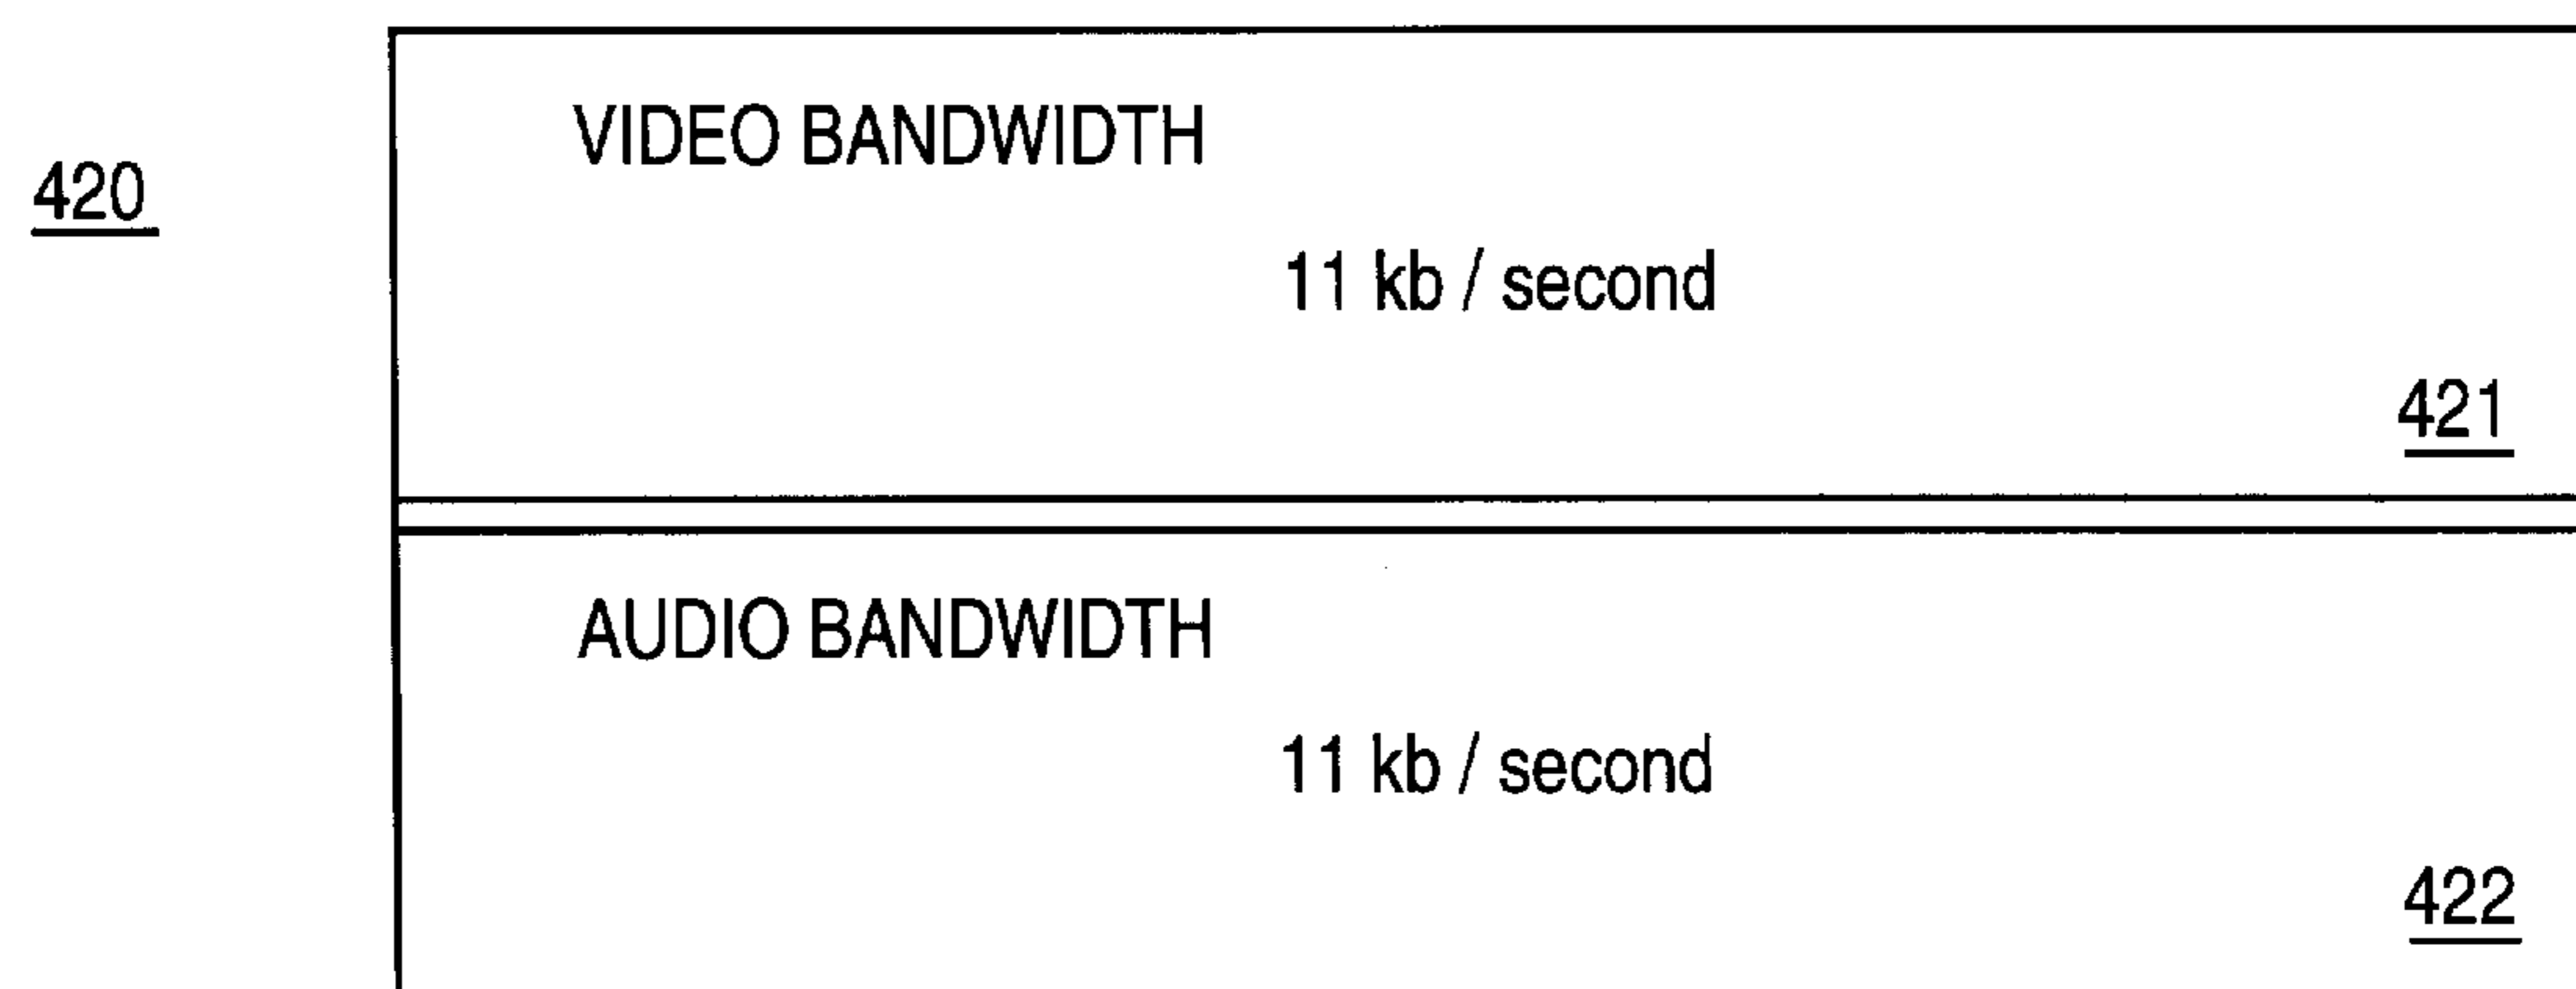 VIDEO BANDWIDTH
420
11 kb / second
421
AUDIO BANDWIDTH
11 kb / second
422